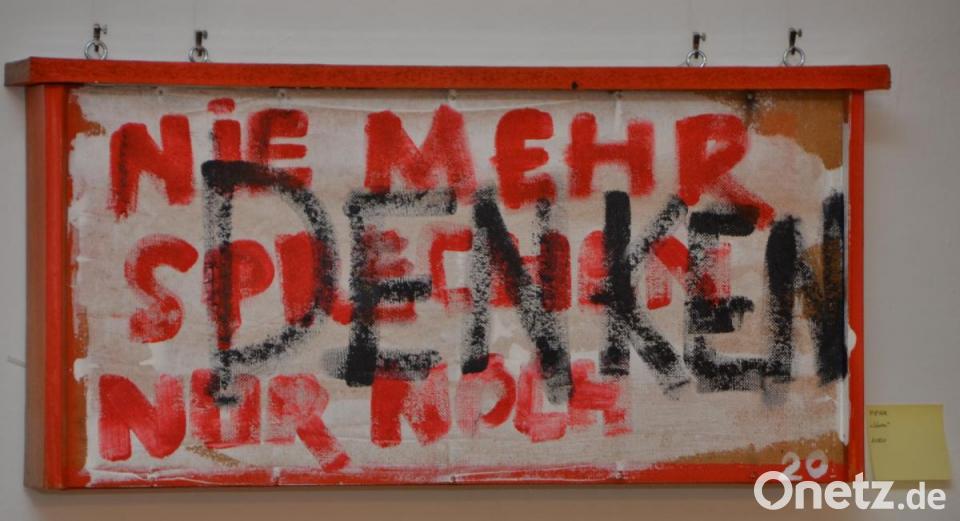 NiE MEHR
SPRECHEN
DENKEN
NUR NOCH
20
Onetz.de